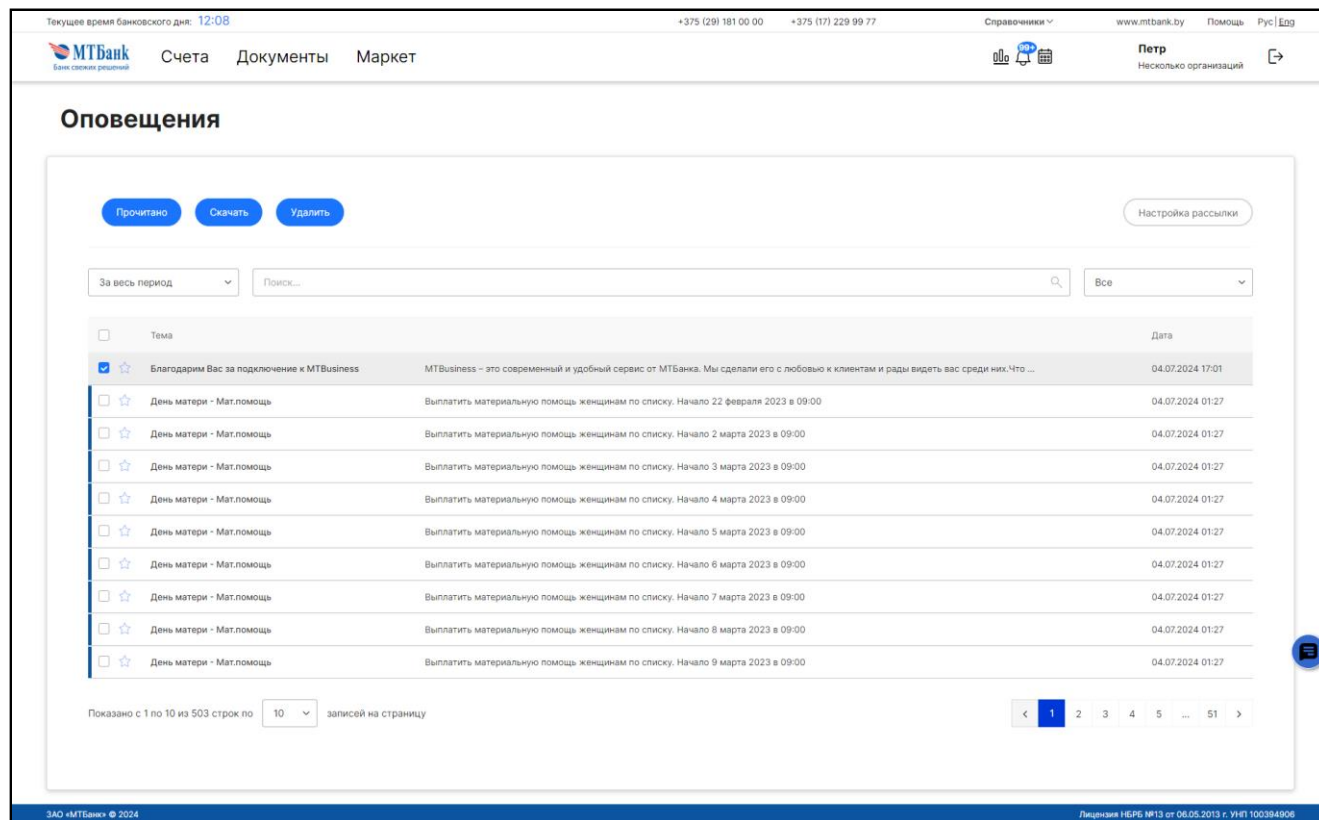 Текущее время банковского дня: 12:08 +375 (29) 181 00 00 +375 (17) 229 99 77 Справочники www.mtbank.by Помощь Рус| Eng
МТБанк Счета Документы Маркет 99+ Петр
Банк свежих решений Несколько организаций
Оповещения
Прочитано Скачать Удалить Настройка рассылки
За весь период Поиск... Все
Тема Дата
Благодарим Вас за подключение к MTBusiness MTBusiness – это современный и удобный сервис от МТБанка. Мы сделали его с любовью к клиентам и рады видеть вас среди них.Что ... 04.07.2024 17:01
День матери - Мат.помощь Выплатить материальную помощь женщинам по списку. Начало 22 февраля 2023 в 09:00 04.07.2024 01:27
День матери - Мат.помощь Выплатить материальную помощь женщинам по списку. Начало 2 марта 2023 в 09:00 04.07.2024 01:27
День матери - Мат.помощь Выплатить материальную помощь женщинам по списку. Начало 3 марта 2023 в 09:00 04.07.2024 01:27
День матери - Мат.помощь Выплатить материальную помощь женщинам по списку. Начало 4 марта 2023 в 09:00 04.07.2024 01:27
День матери - Мат.помощь Выплатить материальную помощь женщинам по списку. Начало 5 марта 2023 в 09:00 04.07.2024 01:27
День матери - Мат.помощь Выплатить материальную помощь женщинам по списку. Начало 6 марта 2023 в 09:00 04.07.2024 01:27
День матери - Мат.помощь Выплатить материальную помощь женщинам по списку. Начало 7 марта 2023 в 09:00 04.07.2024 01:27
День матери - Мат.помощь Выплатить материальную помощь женщинам по списку. Начало 8 марта 2023 в 09:00 04.07.2024 01:27
День матери - Мат.помощь Выплатить материальную помощь женщинам по списку. Начало 9 марта 2023 в 09:00 04.07.2024 01:27
Показано с 1 по 10 из 503 строк по 10 записей на страницу < 1 2 3 4 5 ... 51 >
ЗАО «МТБанк» © 2024 Лицензия НБРБ №13 от 06.05.2013 г. УНП 100394906